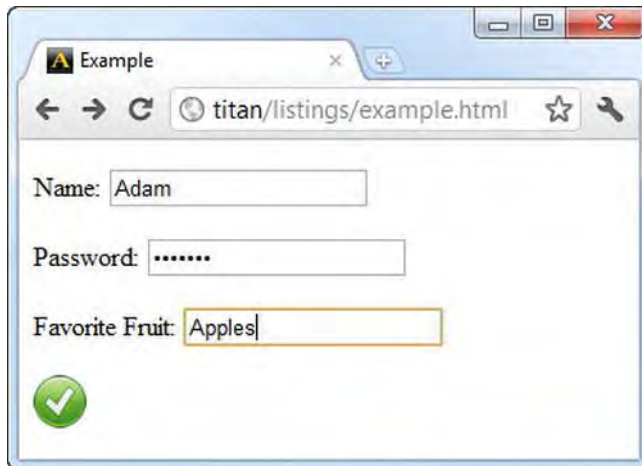 A Example
titan/listings/example.html
Name: Adam
Password: •••••••
Favorite Fruit: Apples